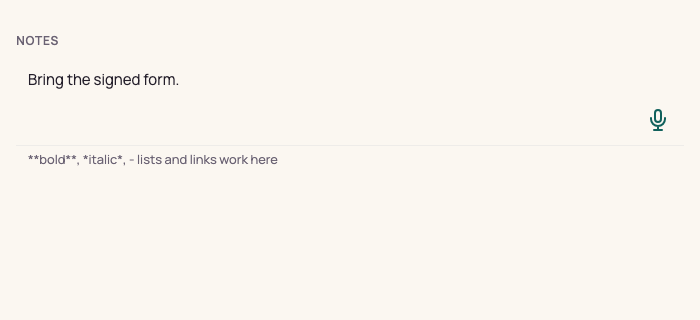 NOTES
Bring the signed form.
**bold**, *italic*, - lists and links work here